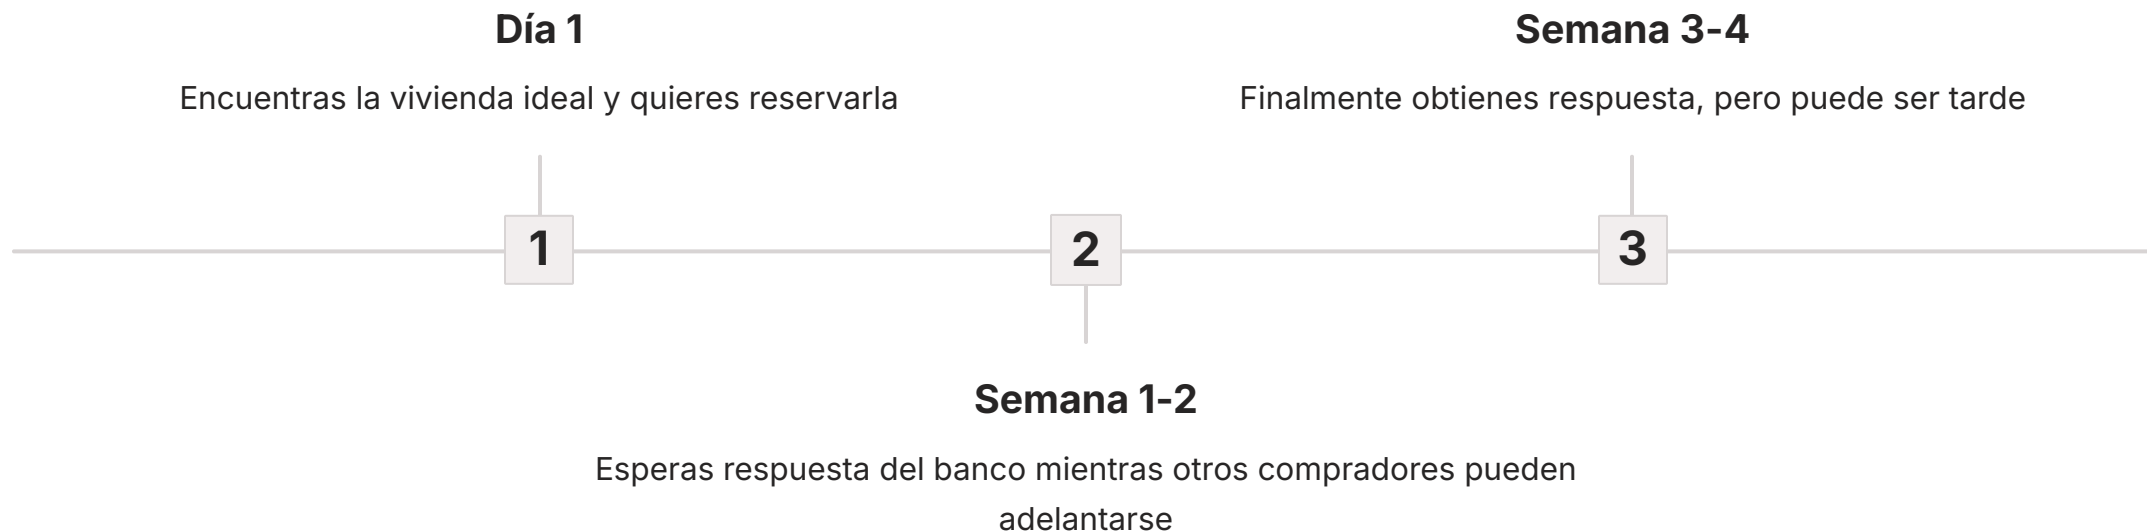 Día 1
Encuentras la vivienda ideal y quieres reservarla
Semana 3-4
Finalmente obtienes respuesta, pero puede ser tarde
1
2
3
Semana 1-2
Esperas respuesta del banco mientras otros compradores pueden
adelantarse